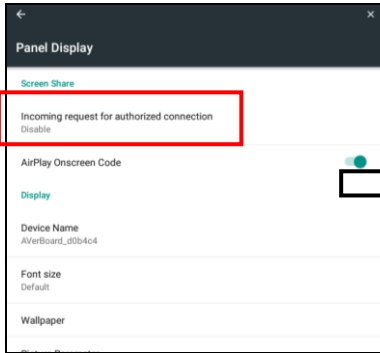 Panel Display
Screen Share
Incoming request for authorized connection
Disable
AirPlay Onscreen Code
Display
Device Name
AVerBoard_d0b4c4
Font size
Default
Wallpaper